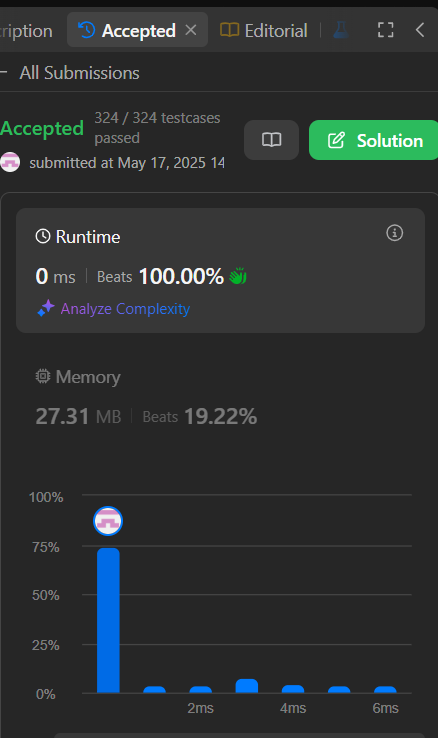 ription Accepted Editorial
All Submissions
Accepted 324 / 324 testcases passed
submitted at May 17, 2025 14
Solution
Runtime
0 ms Beats 100.00%
Analyze Complexity
Memory
27.31 MB Beats 19.22%
100%
75%
50%
25%
0%
2ms 4ms 6ms